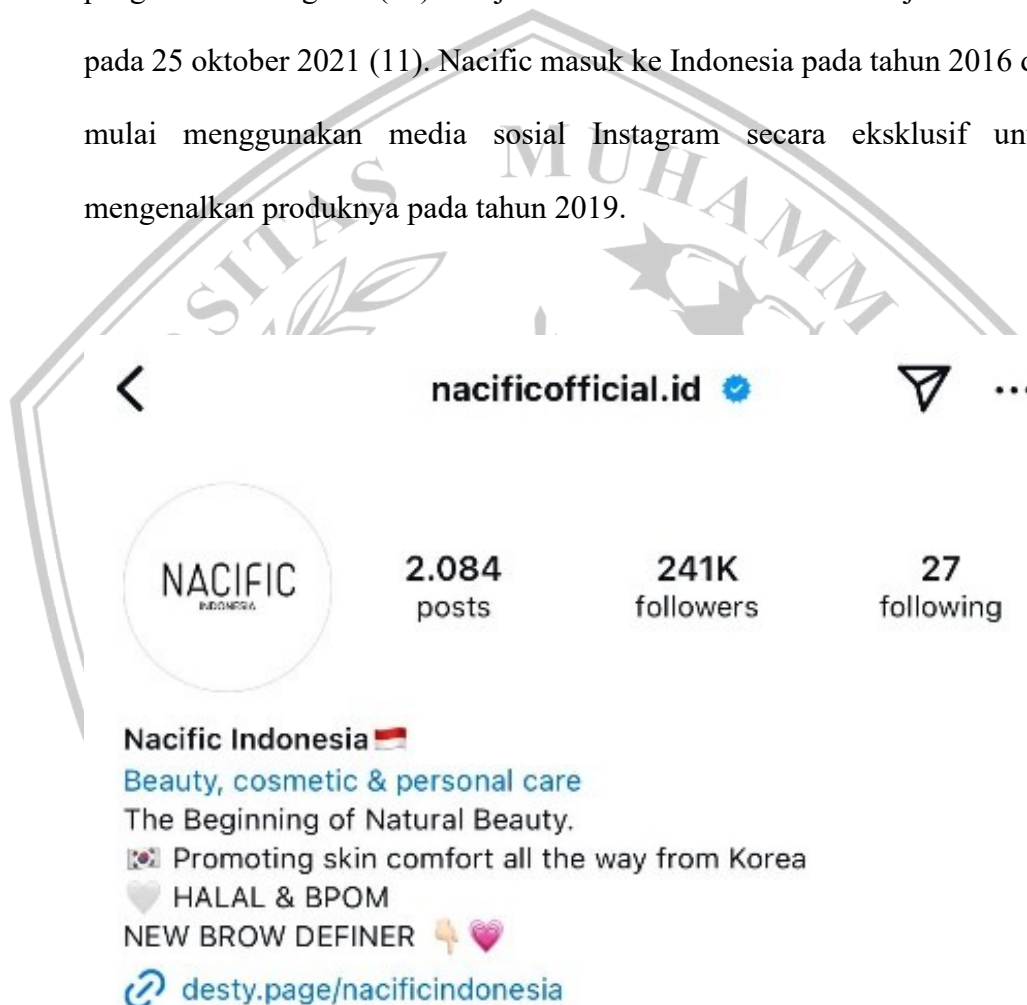 pada 25 oktober 2021 (11). Nacific masuk ke Indonesia pada tahun 2016
mulai menggunakan media sosial Instagram secara eksklusif
mengenalkan produknya pada tahun 2019.
SITAS MUHAMM
nacificofficial.id
NACIFIC
INDONESIA
2.084 241K 27
posts followers following
Nacific Indonesia🇮🇩
Beauty, cosmetic & personal care
The Beginning of Natural Beauty.
🇰🇷 Promoting skin comfort all the way from Korea
🤍 HALAL & BPOM
NEW BROW DEFINER 👇🏻 💗
desty.page/nacificindonesia